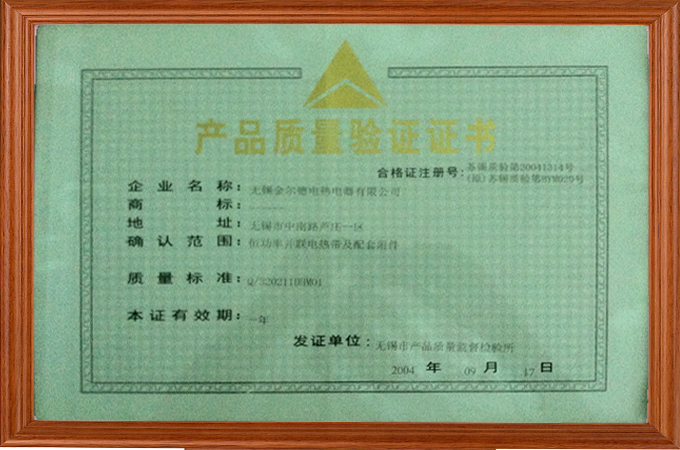 产品质量验证证书
合格证注册号: 苏锡质验第20041314号
(原)苏锡质验第HYM020号
企业名称: 无锡金尔德电热电器有限公司
商标:
地址: 无锡市中南路芦庄一区
确认范围: 恒功率并联电热带及配套组件
质量标准: Q/320211DHM01
本证有效期: 一年
发证单位: 无锡市产品质量监督检验所
2004 年 09 月 17 日